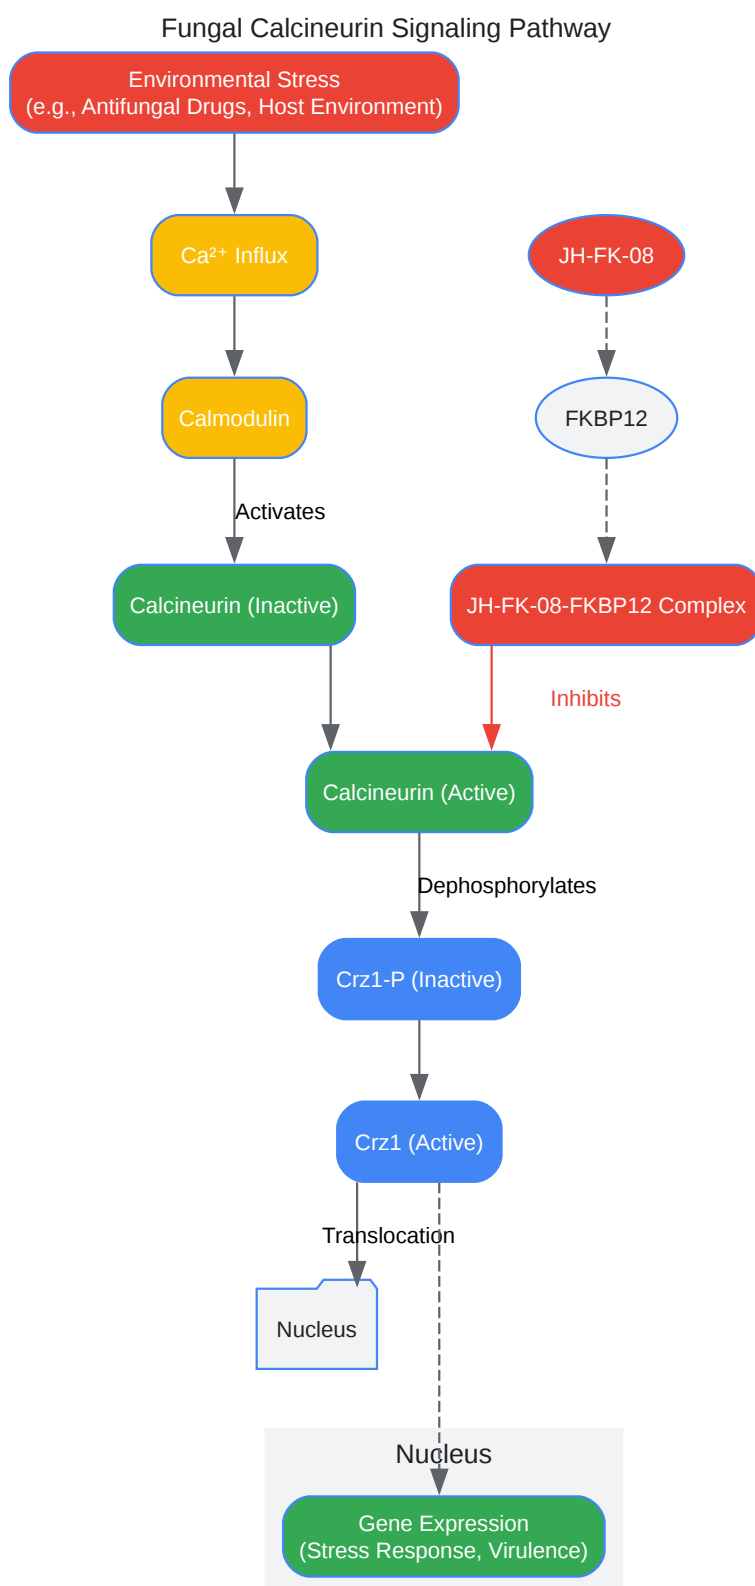 Fungal Calcineurin Signaling Pathway
Environmental Stress
(e.g., Antifungal Drugs, Host Environment)
Ca²⁺ Influx
JH-FK-08
Calmodulin
FKBP12
Activates
Calcineurin (Inactive)
JH-FK-08-FKBP12 Complex
Inhibits
Calcineurin (Active)
Dephosphorylates
Crz1-P (Inactive)
Crz1 (Active)
Translocation
Nucleus
Nucleus
Gene Expression
(Stress Response, Virulence)